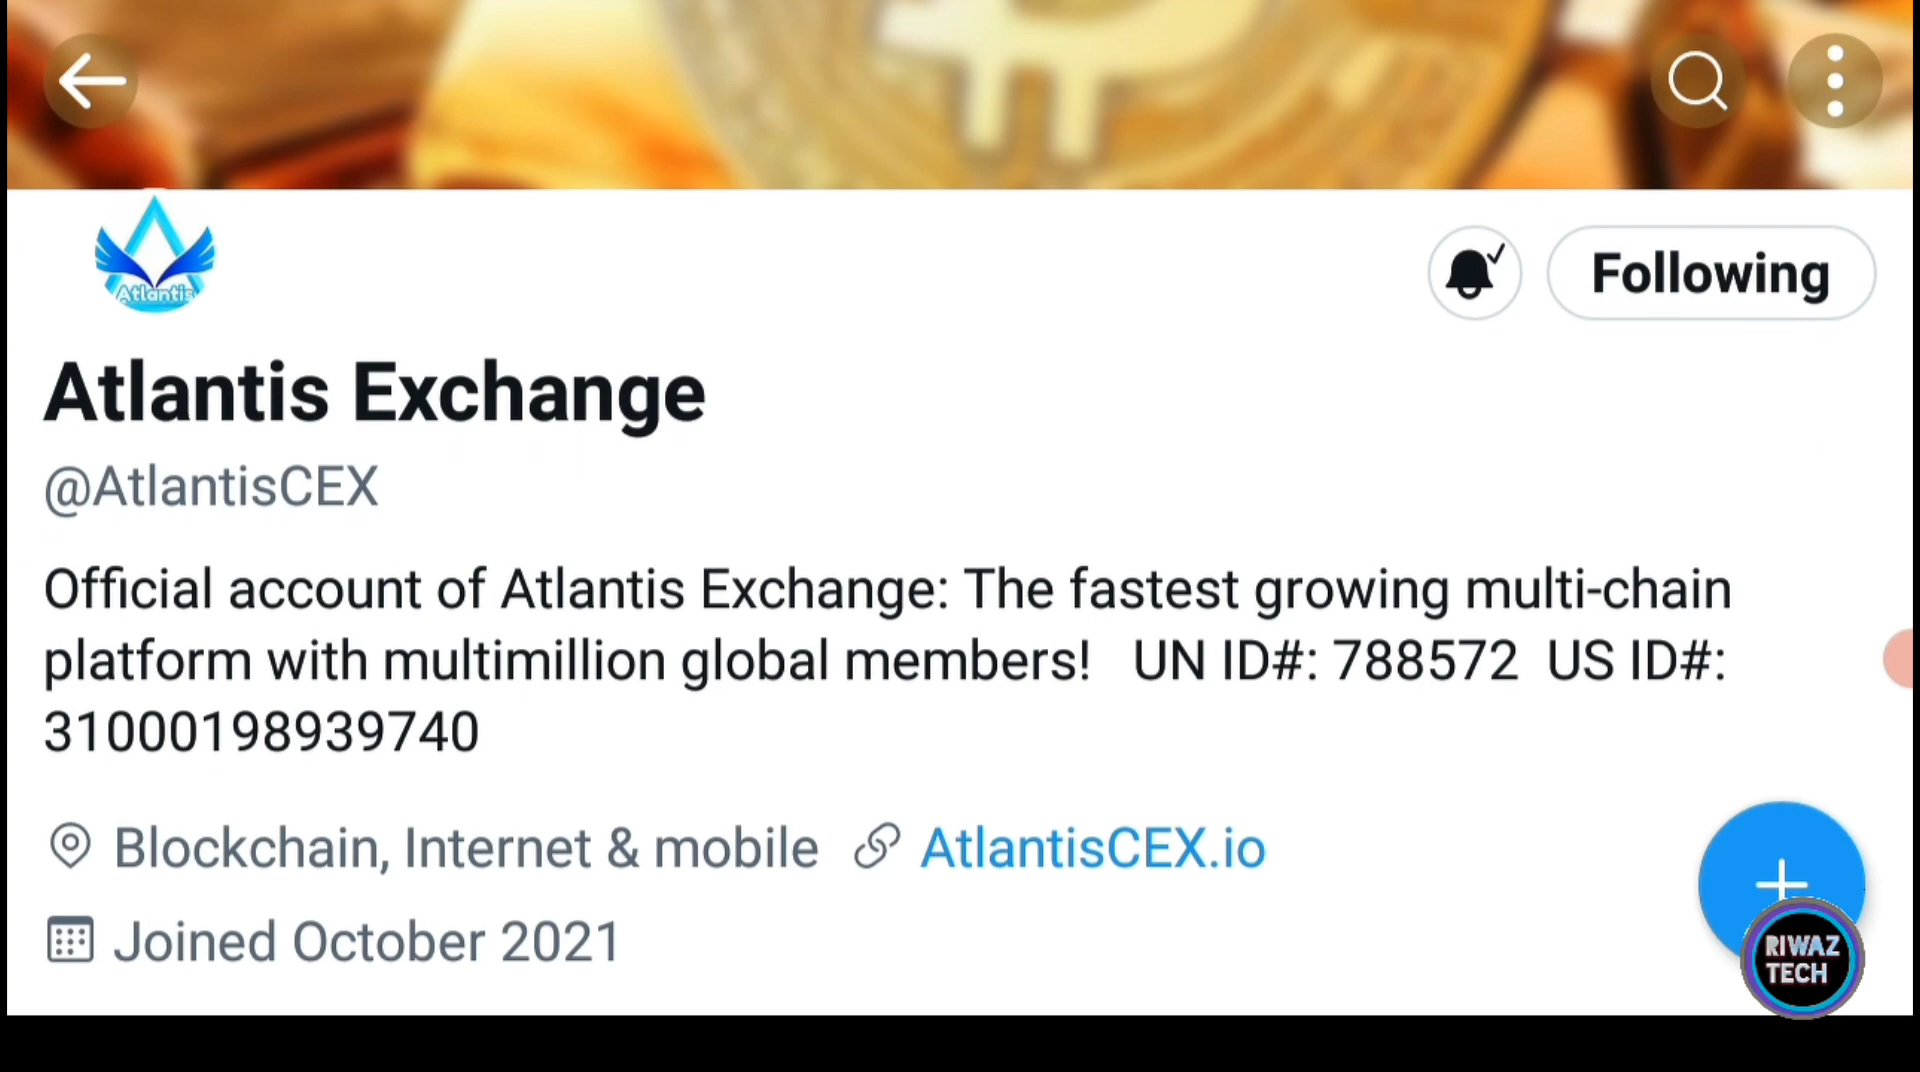 Atlantis
Following
Atlantis Exchange
@AtlantisCEX
Official account of Atlantis Exchange: The fastest growing multi-chain
platform with multimillion global members!   UN ID#: 788572  US ID#:
31000198939740
Blockchain, Internet & mobile AtlantisCEX.io
Joined October 2021
RIWAZ
TECH